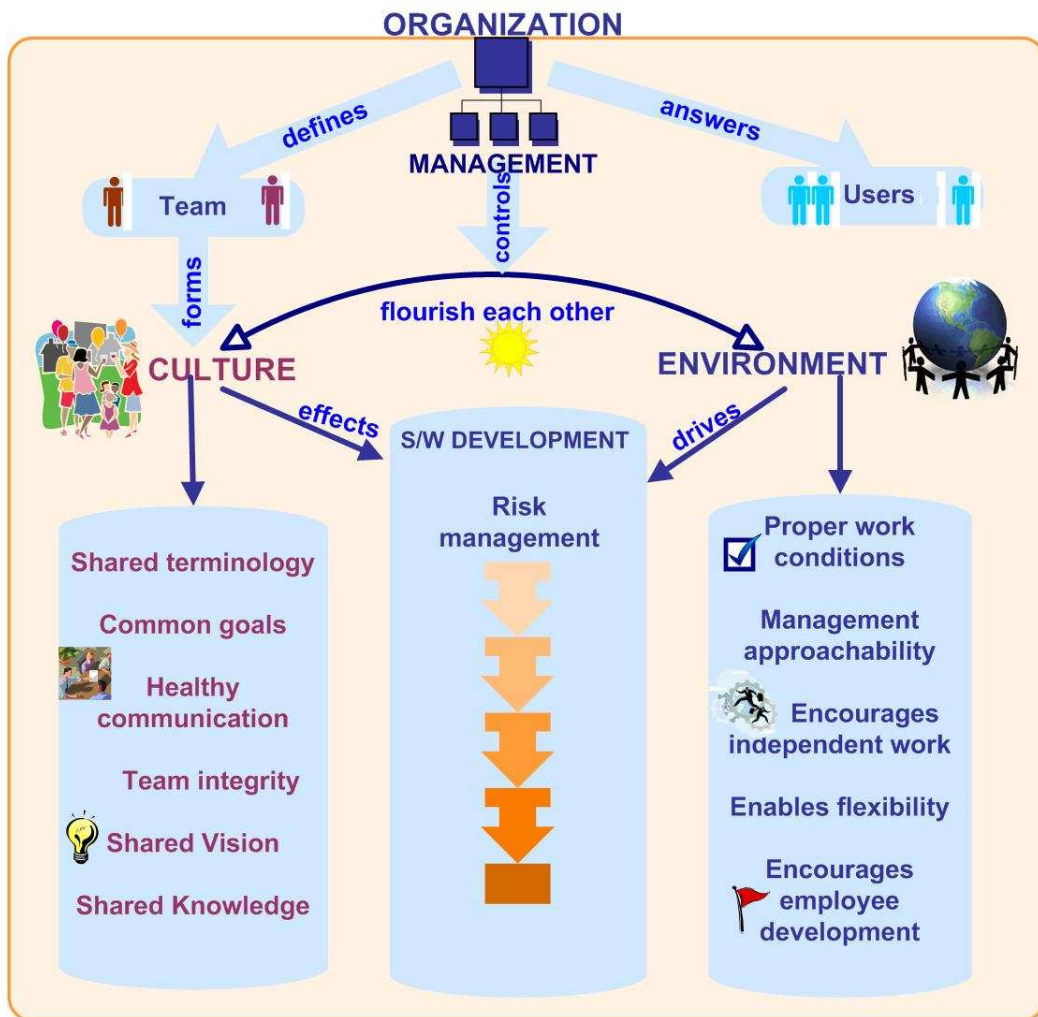 ORGANIZATION
defines
answers
MANAGEMENT
Team
Users
controls
forms
flourish each other
CULTURE
ENVIRONMENT
effects
drives
S/W DEVELOPMENT
Risk
management
Shared terminology
Common goals
Healthy
communication
Team integrity
Shared Vision
Shared Knowledge
Proper work
conditions
Management
approachability
Encourages
independent work
Enables flexibility
Encourages
employee
development